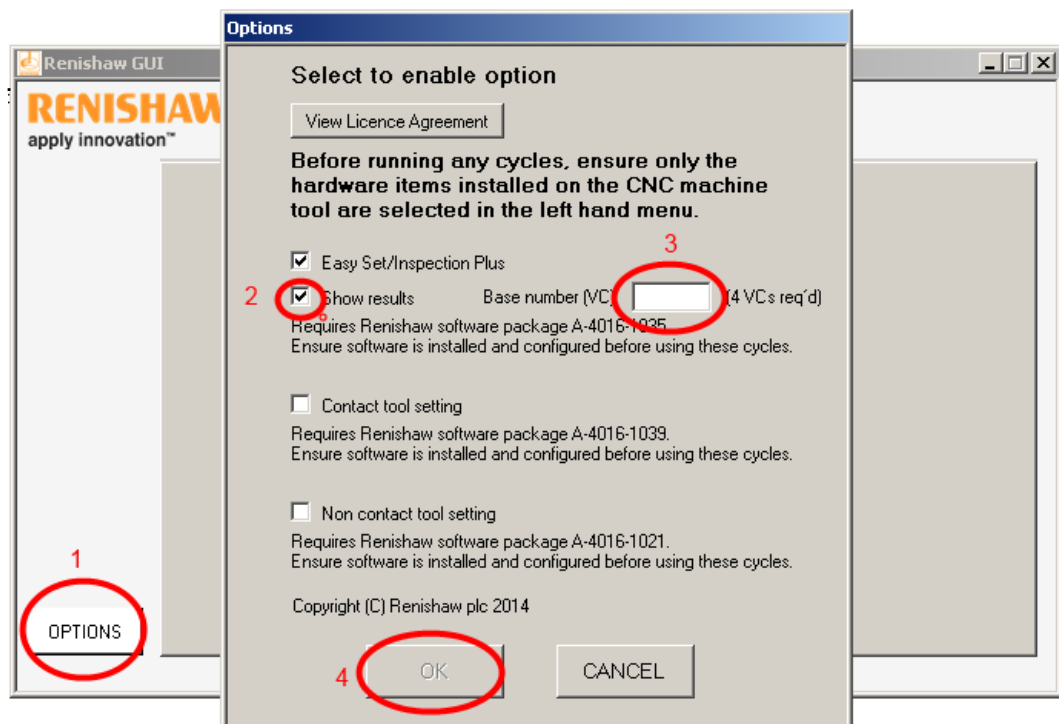 Options
Renishaw GUI
RENISHAW
apply innovation™
Select to enable option
View Licence Agreement
Before running any cycles, ensure only the
hardware items installed on the CNC machine
tool are selected in the left hand menu.
3
Easy Set/Inspection Plus
2
Show results Base number (VC) (4 VCs req'd)
Requires Renishaw software package A-4016-1035.
Ensure software is installed and configured before using these cycles.
Contact tool setting
Requires Renishaw software package A-4016-1039.
Ensure software is installed and configured before using these cycles.
Non contact tool setting
Requires Renishaw software package A-4016-1021.
Ensure software is installed and configured before using these cycles.
1
Copyright (C) Renishaw plc 2014
OPTIONS
4
OK
CANCEL